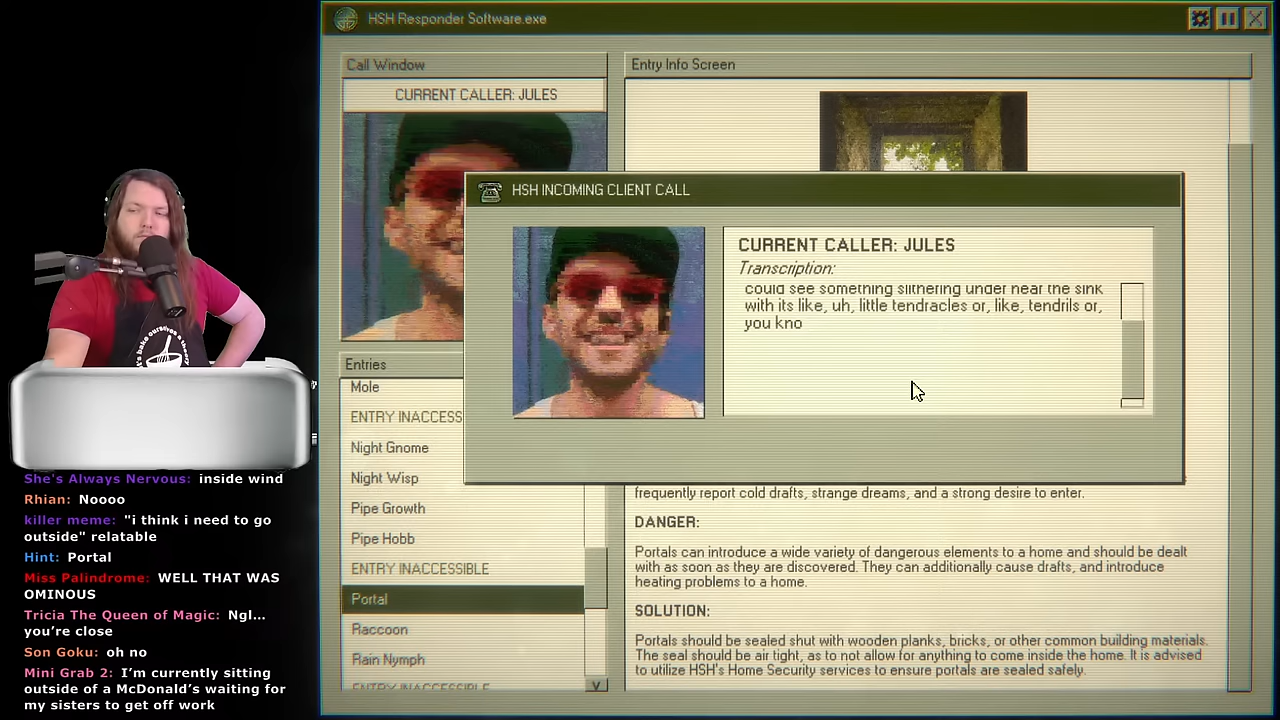 HSH Responder Software.exe
Call Window
CURRENT CALLER: JULES
Entry Info Screen
HSH INCOMING CLIENT CALL
CURRENT CALLER: JULES
Transcription:
could see something slithering under near the sink
with its like, uh, little tendracles or, like, tendrils or,
you kno
Entries
Mole
ENTRY INACCESS
Night Gnome
Night Wisp
Pipe Growth
Pipe Hobb
ENTRY INACCESSIBLE
Portal
Raccoon
Rain Nymph
ENTRY INACCESSIBLE
V
frequently report cold drafts, strange dreams, and a strong desire to enter.
DANGER:
Portals can introduce a wide variety of dangerous elements to a home and should be dealt
with as soon as they are discovered. They can additionally cause drafts, and introduce
heating problems to a home.
SOLUTION:
Portals should be sealed shut with wooden planks, bricks, or other common building materials.
The seal should be air tight, as to not allow for anything to come inside the home. It is advised
to utilize HSH's Home Security services to ensure portals are sealed safely.
She's Always Nervous: inside wind
Rhian: Noooo
killer meme: "i think i need to go
outside" relatable
Hint: Portal
Miss Palindrome: WELL THAT WAS
OMINOUS
Tricia The Queen of Magic: Ngl...
you're close
Son Goku: oh no
Mini Grab 2: I'm currently sitting
outside of a McDonald's waiting for
my sisters to get off work